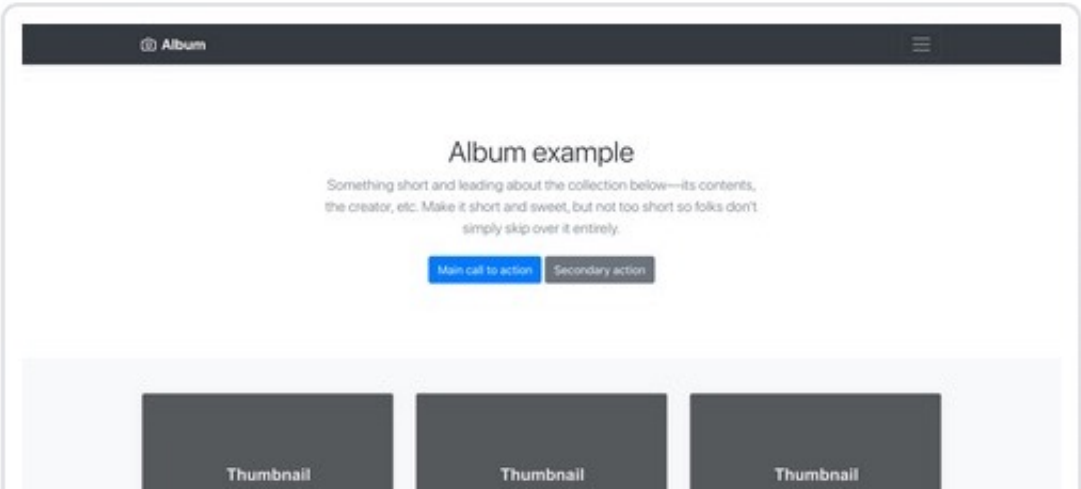 Album
Album example
Something short and leading about the collection below—its contents,
the creator, etc. Make it short and sweet, but not too short so folks don't
simply skip over it entirely.
Main call to action Secondary action
Thumbnail Thumbnail Thumbnail